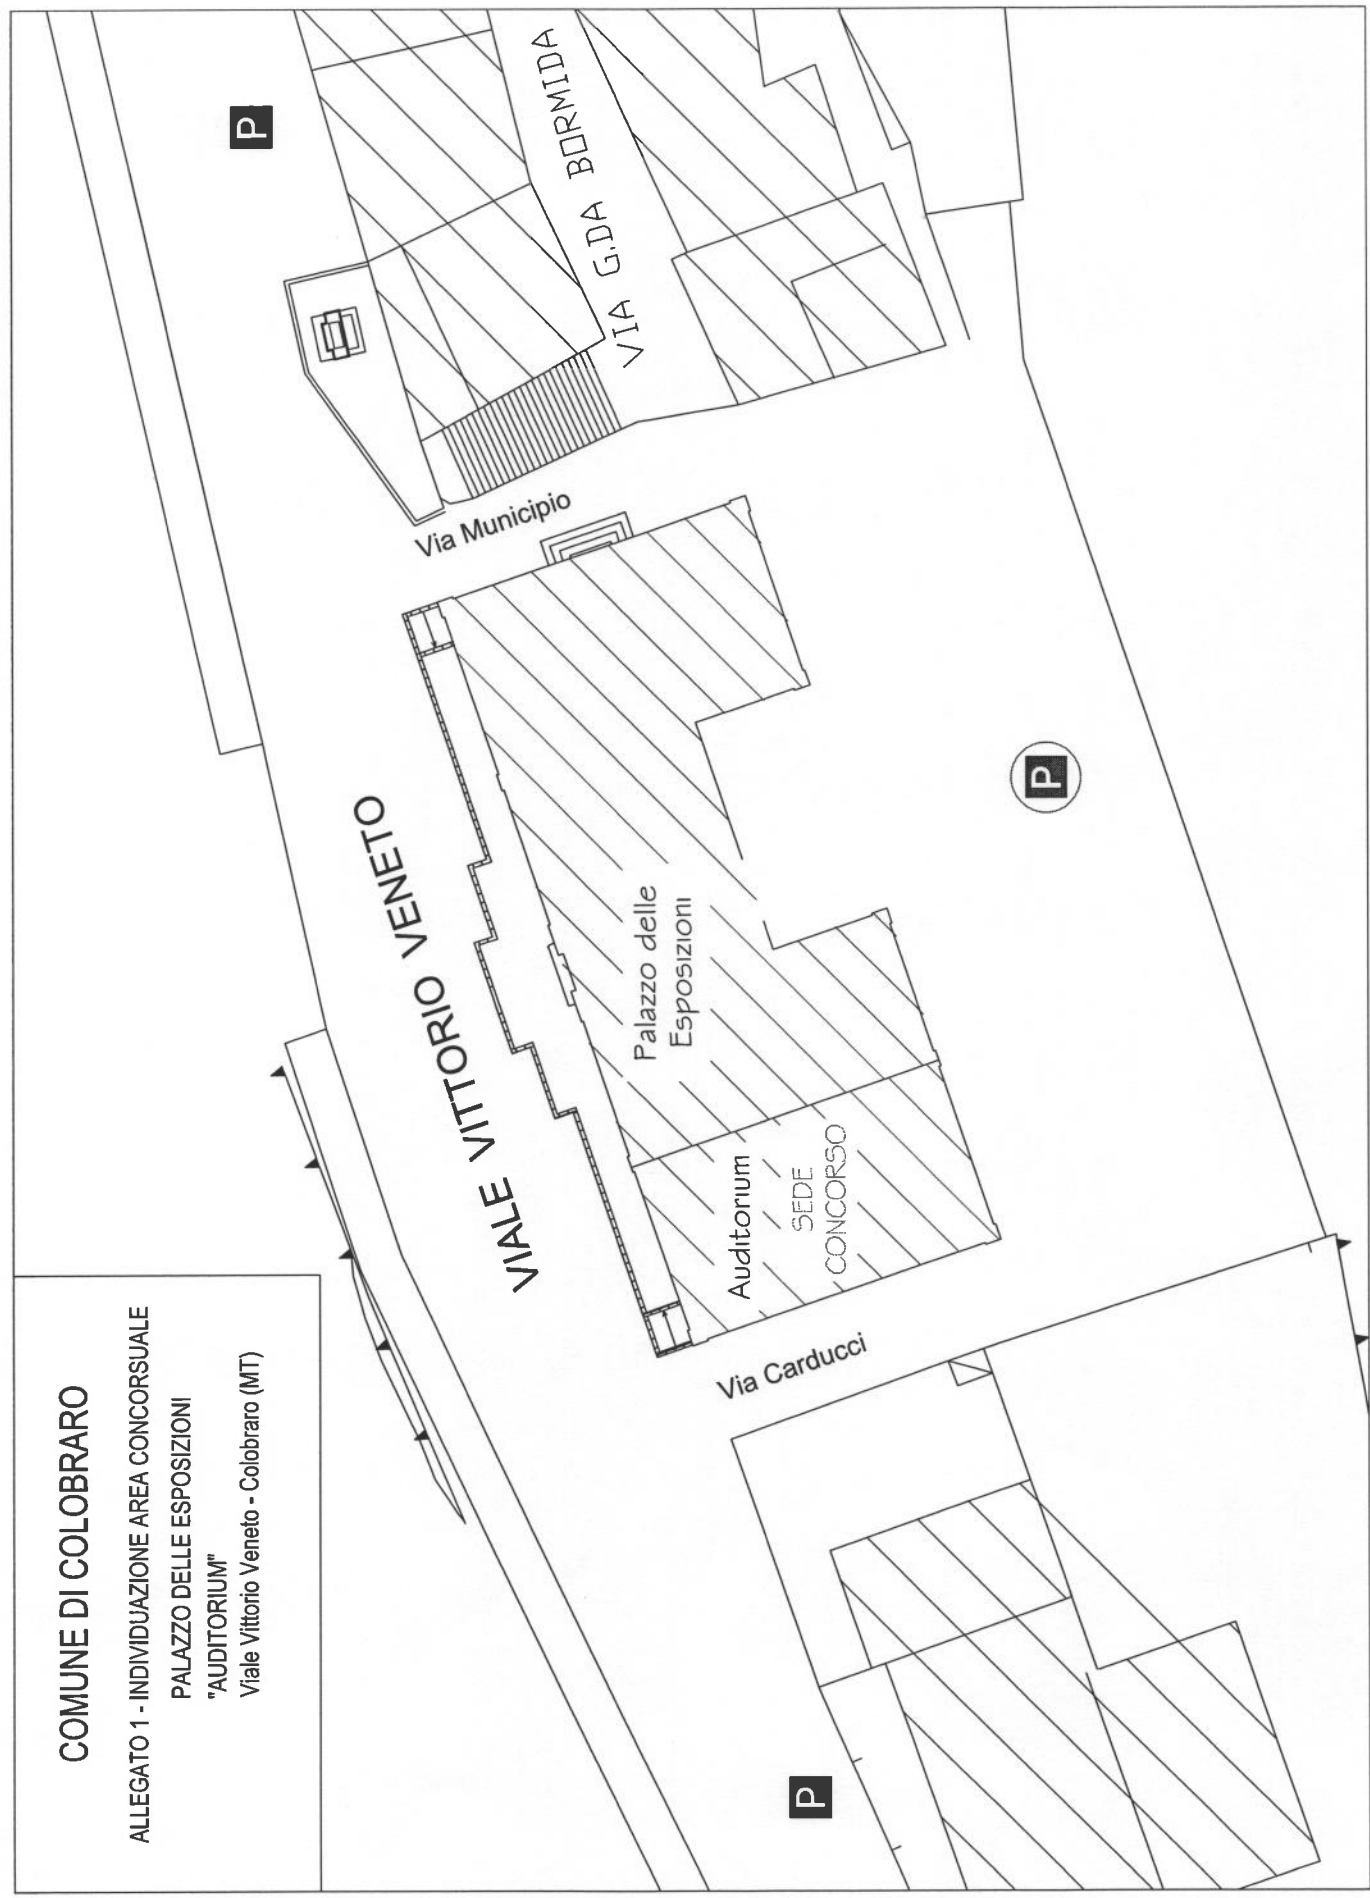 COMUNE DI COLOBRARO
ALLEGATO 1 - INDIVIDUAZIONE AREA CONCORSUALE
PALAZZO DELLE ESPOSIZIONI
"AUDITORIUM"
Viale Vittorio Veneto - Colobraro (MT)
P
VIALE VITTORIO VENETO
Via Municipio
VIA G.DA BORMIDA
Palazzo delle
Esposizioni
Auditorium
SEDE
CONCORSO
Via Carducci
P
P